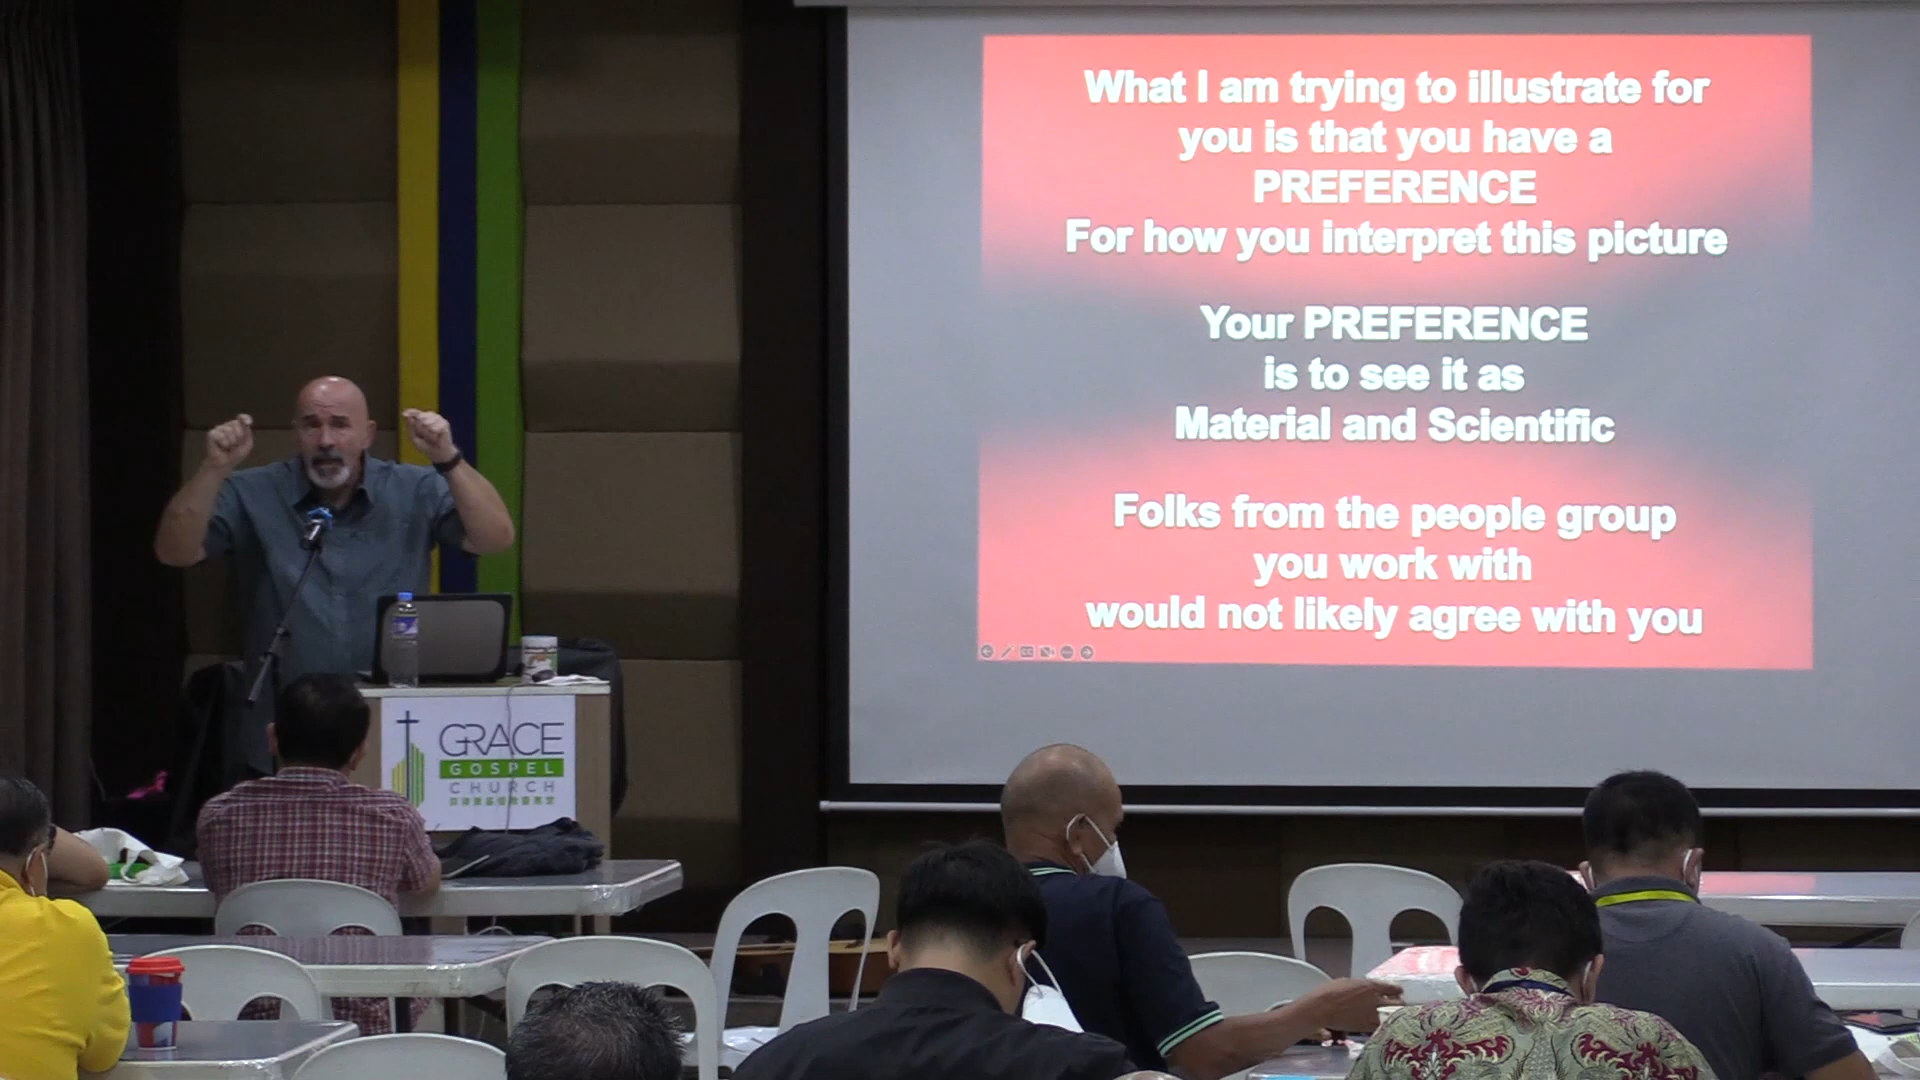 What I am trying to illustrate for
you is that you have a
PREFERENCE
For how you interpret this picture
Your PREFERENCE
is to see it as
Material and Scientific
Folks from the people group
you work with
would not likely agree with you
GRACE
GOSPEL
CHURCH